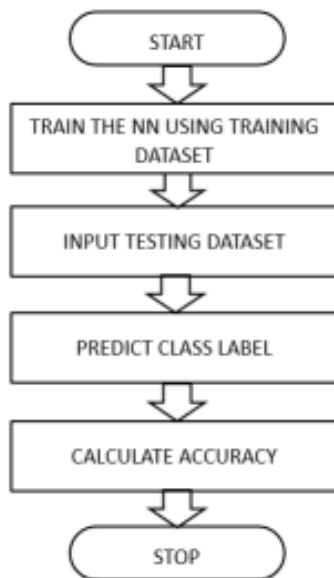 START
TRAIN THE NN USING TRAINING
DATASET
INPUT TESTING DATASET
PREDICT CLASS LABEL
CALCULATE ACCURACY
STOP